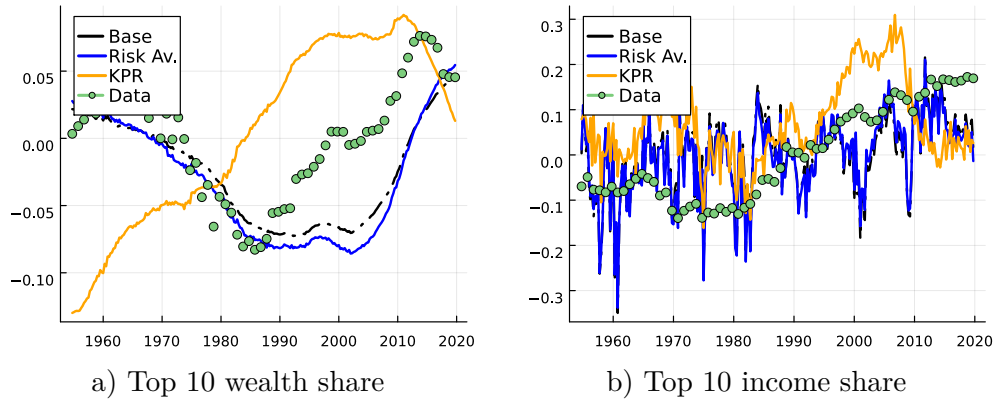 Base
Risk Av.
KPR
Data
0.05
0.00
−0.05
−0.10
1960 1970 1980 1990 2000 2010 2020
a) Top 10 wealth share
Base
Risk Av.
KPR
Data
0.3
0.2
0.1
0.0
−0.1
−0.2
−0.3
1960 1970 1980 1990 2000 2010 2020
b) Top 10 income share